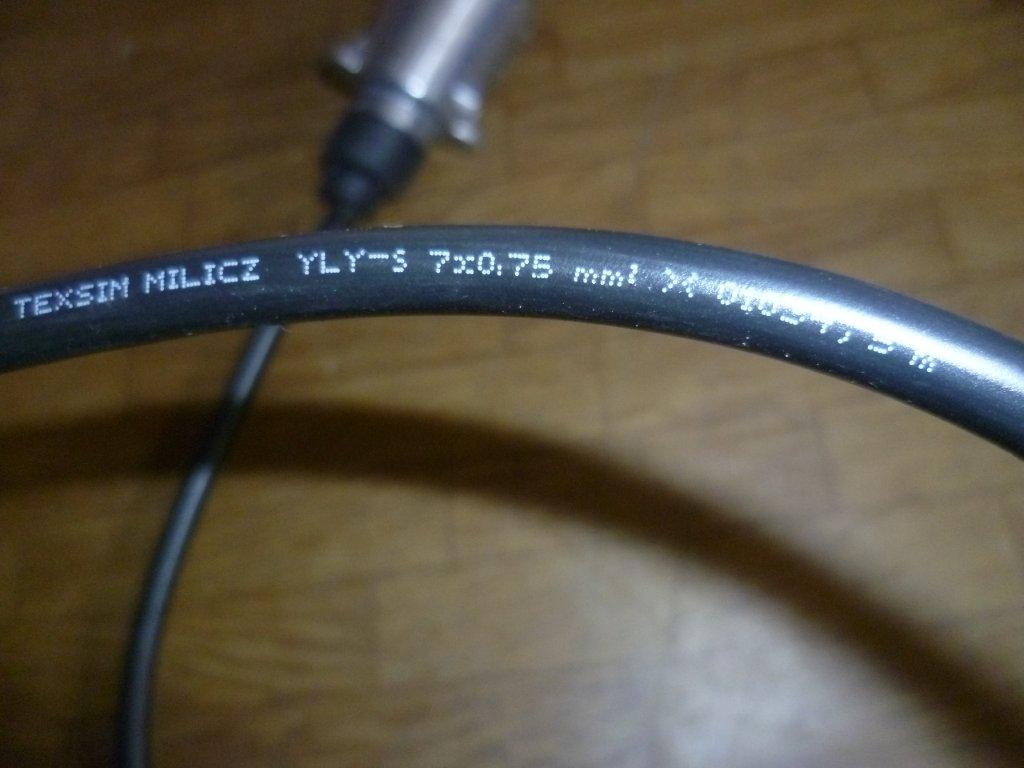 TEXSIM MILICZ YLY-S 7x0.75 mm²